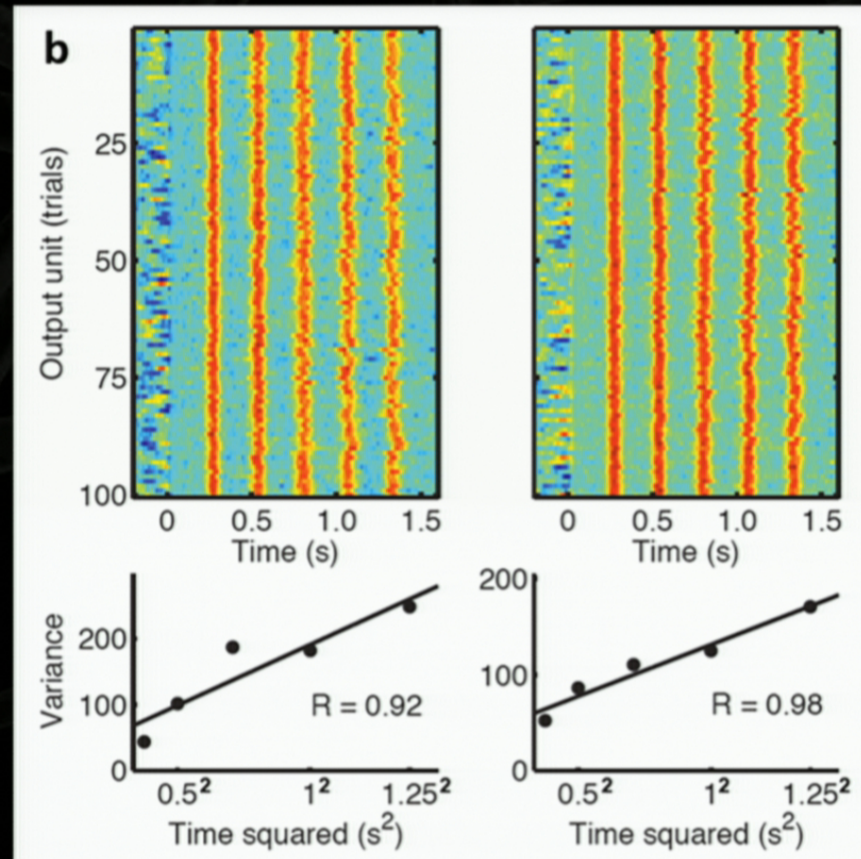 b
Output unit (trials)
25
50
75
100
0 0.5 1.0 1.5
Time (s)
0 0.5 1.0 1.5
Time (s)
Variance
200
100
0
R = 0.92
0.5² 1² 1.25²
Time squared (s²)
200
100
0
R = 0.98
0.5² 1² 1.25²
Time squared (s²)